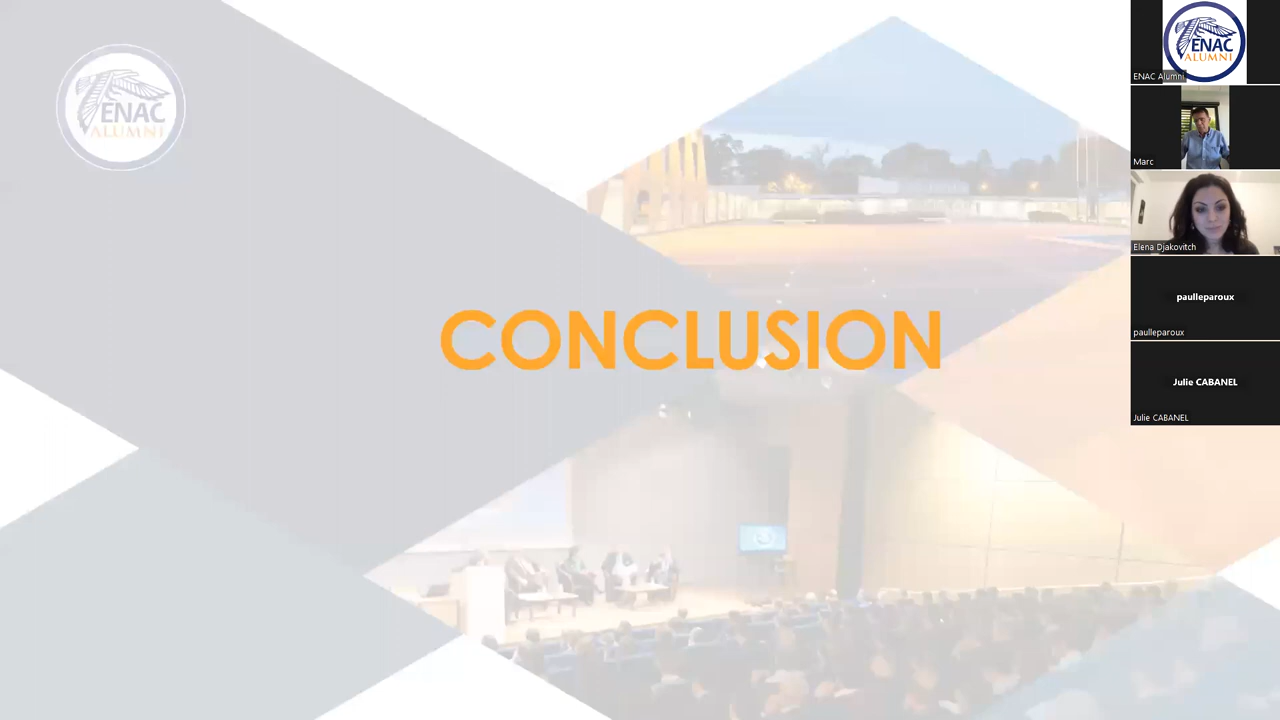 ENAC
ALUMNI
CONCLUSION
ENAC
ALUMNI
ENAC Alumni
Marc
Elena Djakovitch
paulleparoux
paulleparoux
Julie CABANEL
Julie CABANEL